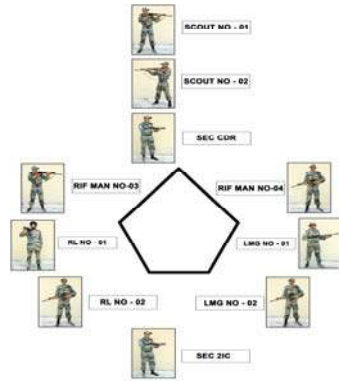 SCOUT NO - 01
SCOUT NO - 02
SEC CDR
RIF MAN NO-03
RIF MAN NO-04
RL NO - 01
LMG NO - 01
RL NO - 02
LMG NO - 02
SEC 2IC